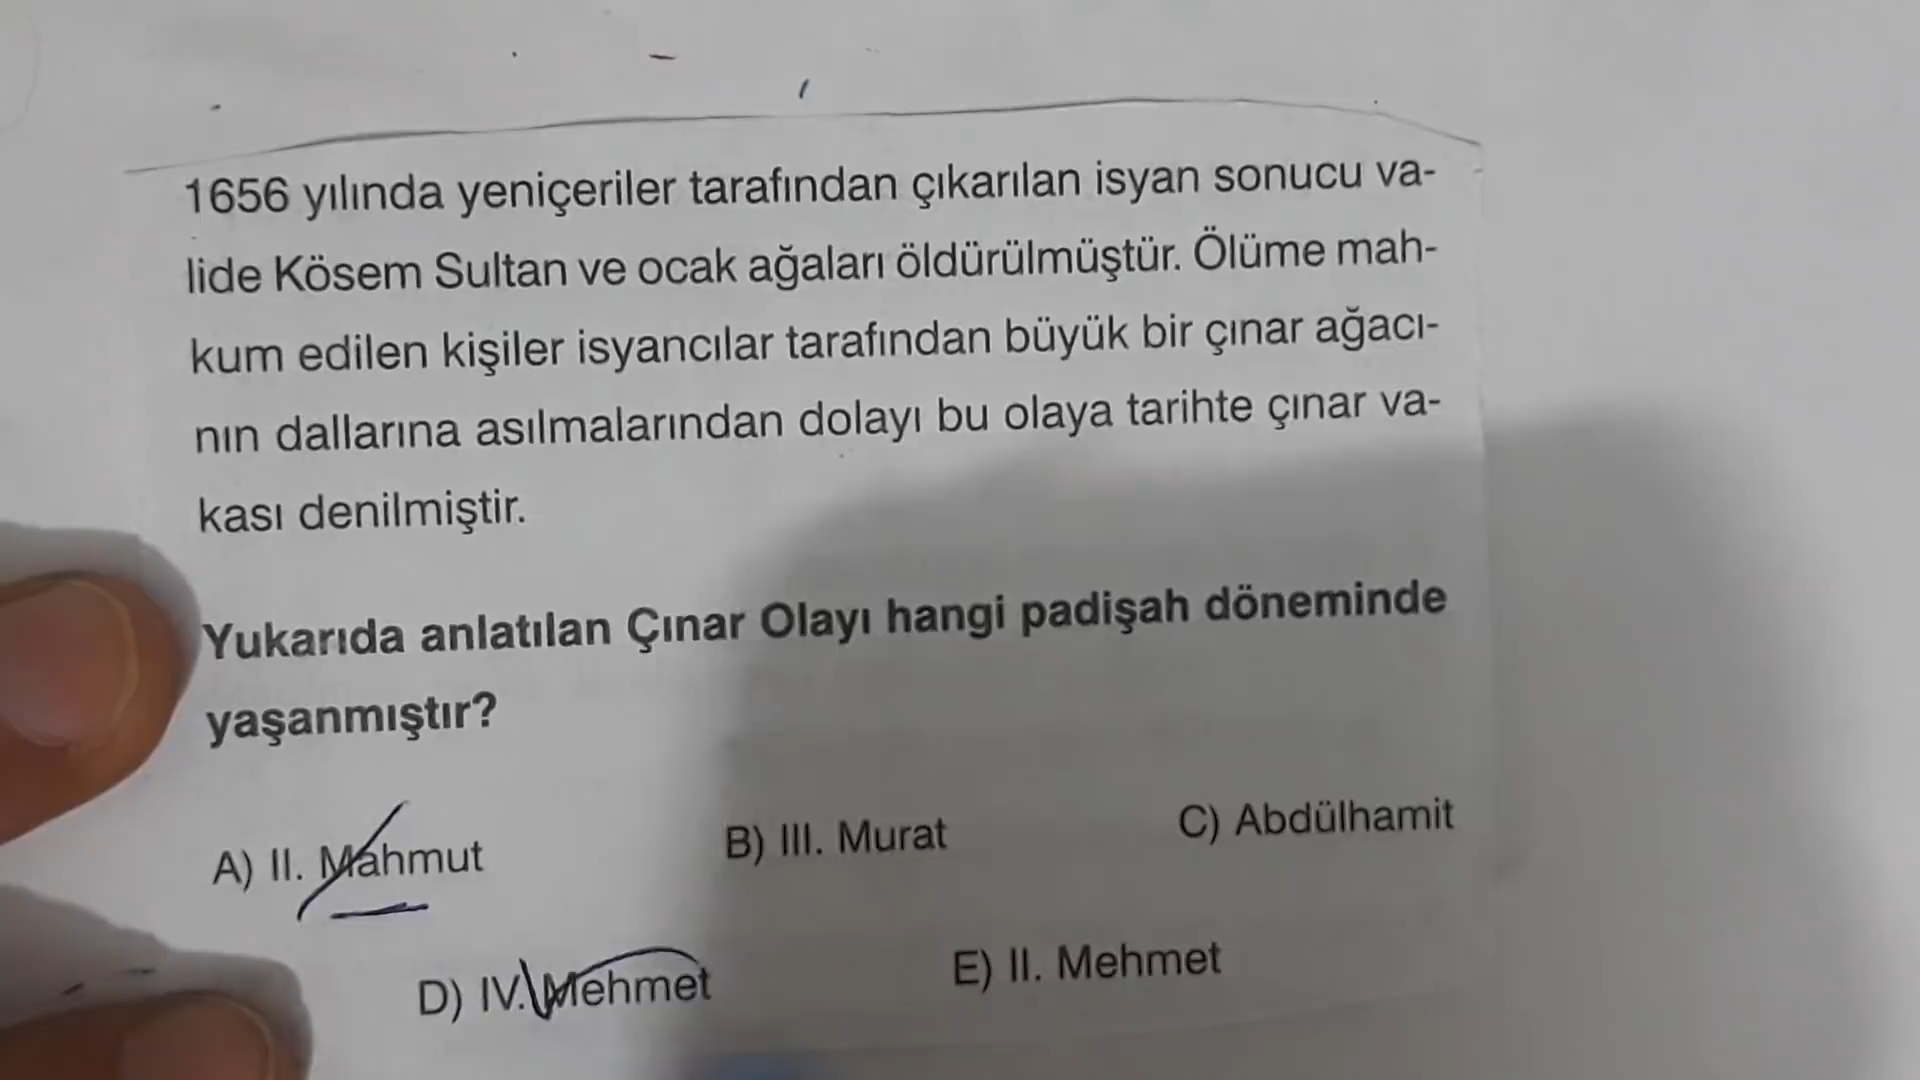 1656 yılında yeniçeriler tarafından çıkarılan isyan sonucu va-
lide Kösem Sultan ve ocak ağaları öldürülmüştür. Ölüme mah-
kum edilen kişiler isyancılar tarafından büyük bir çınar ağacı-
nın dallarına asılmalarından dolayı bu olaya tarihte çınar va-
kası denilmiştir.
Yukarıda anlatılan Çınar Olayı hangi padişah döneminde
yaşanmıştır?
A) II. Mahmut B) III. Murat C) Abdülhamit
D) IV. Mehmet E) II. Mehmet